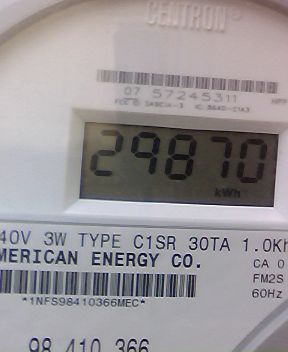 CENTRON®
07 57245311
29870
kWh
40V 3W TYPE C1SR 30TA 1.0Kh
MERICAN ENERGY CO.
CA 0
FM2S
60Hz
*1NFS98410366MEC*
98 410 366